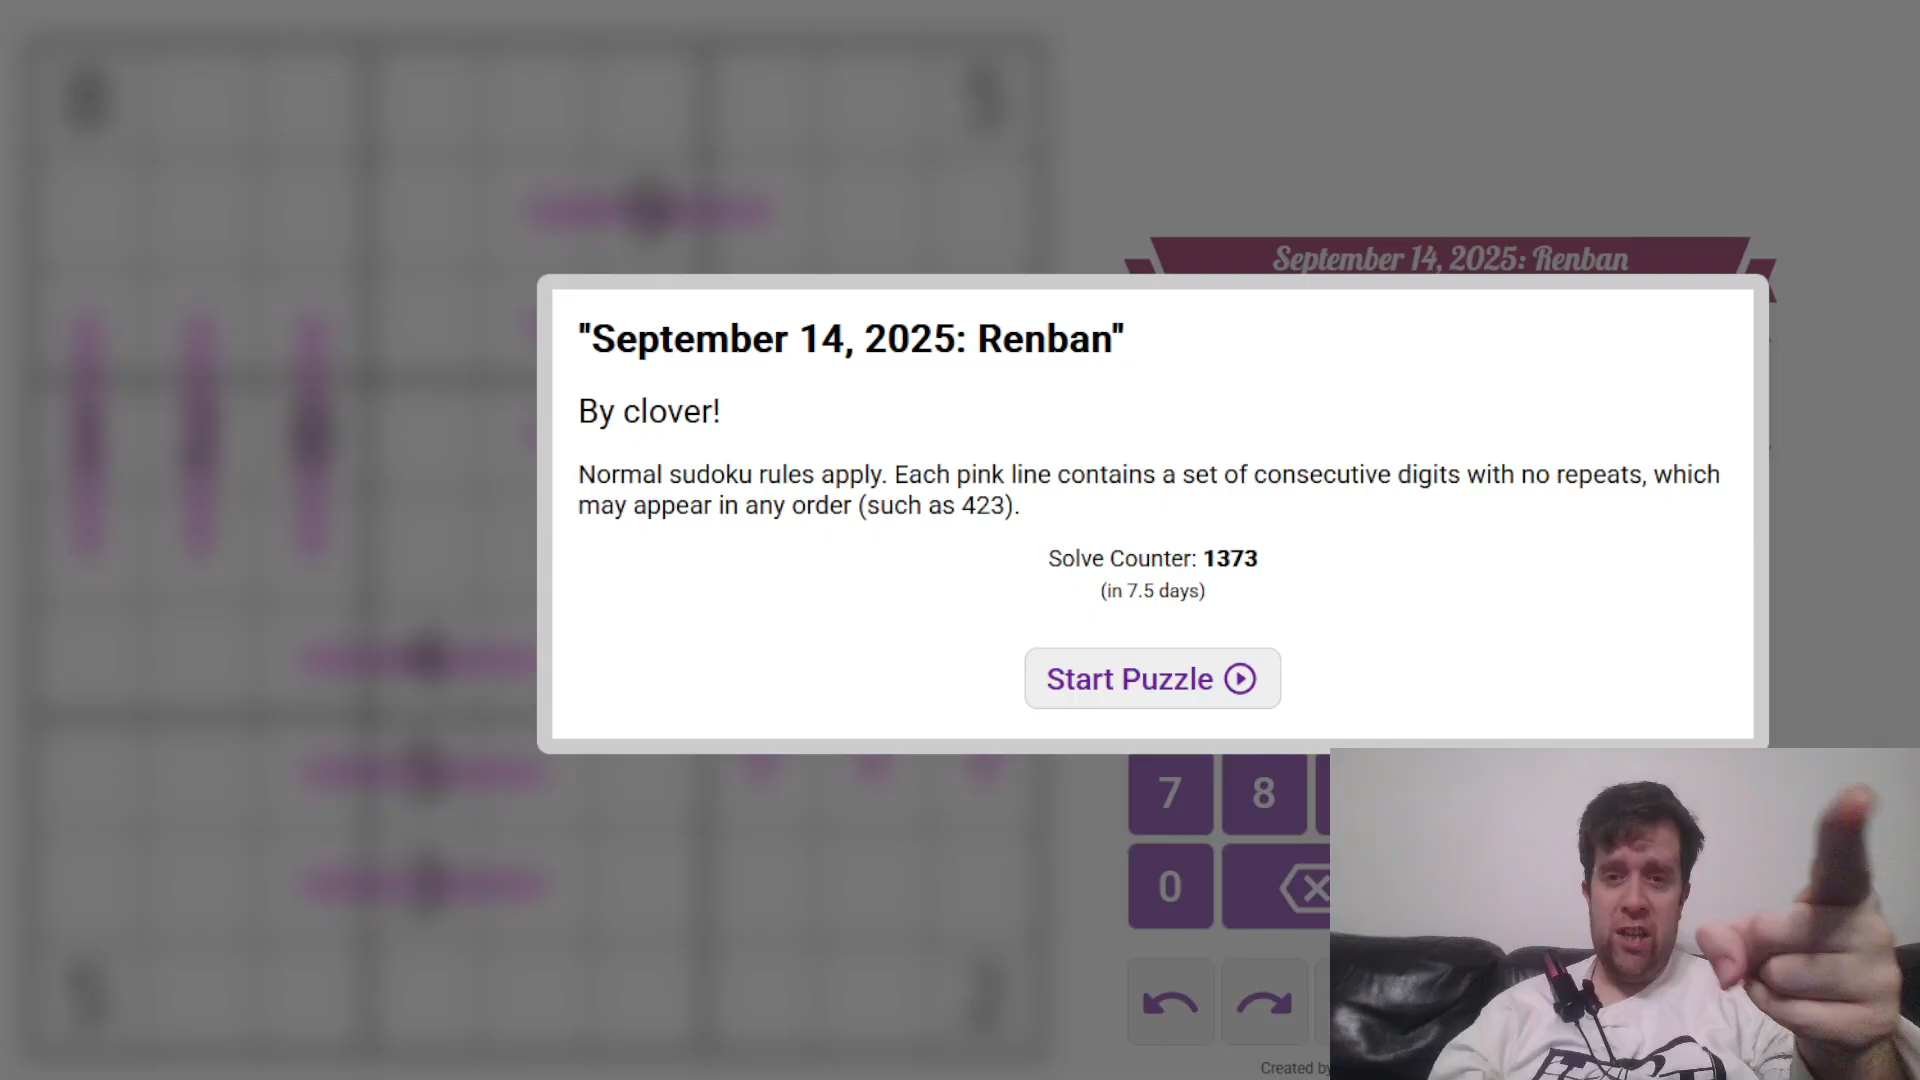 September 14, 2025: Renban
"September 14, 2025: Renban"
By clover!
Normal sudoku rules apply. Each pink line contains a set of consecutive digits with no repeats, which
may appear in any order (such as 423).
Solve Counter: 1373
(in 7.5 days)
Start Puzzle
7 8
0
Created by